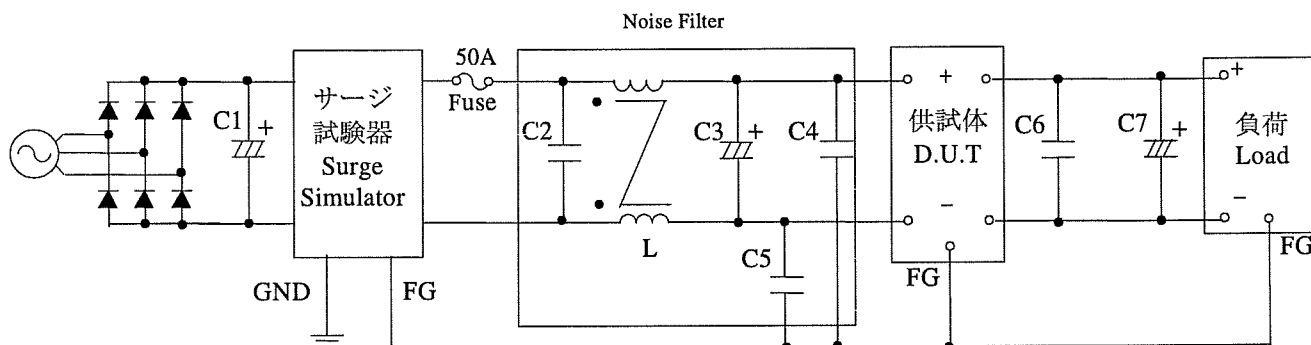 Noise Filter
50A
Fuse
C1
+
サージ
試験器
Surge
Simulator
C2
C3
+
C4
L
C5
+
供試体
D.U.T
−
C6
C7
+
+
負荷
Load
−
GND
FG
FG
FG